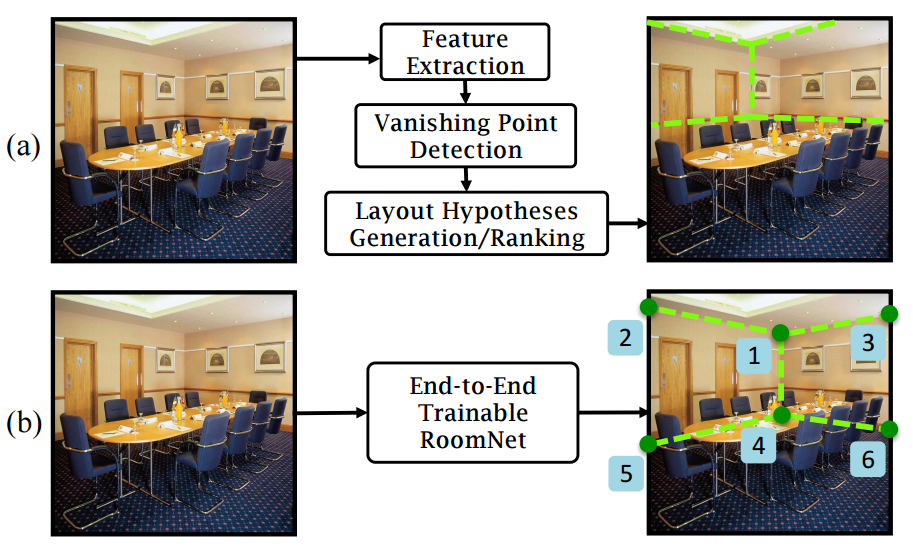 (a)
Feature
Extraction
Vanishing Point
Detection
Layout Hypotheses
Generation/Ranking
(b)
End-to-End
Trainable
RoomNet
2
1
3
4
5
6